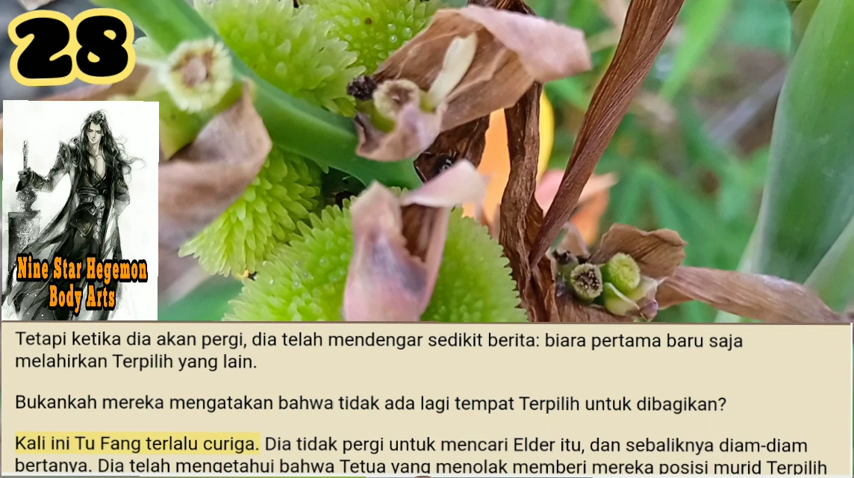 28
Nine Star Hegemon
Body Arts
Tetapi ketika dia akan pergi, dia telah mendengar sedikit berita: biara pertama baru saja
melahirkan Terpilih yang lain.
Bukankah mereka mengatakan bahwa tidak ada lagi tempat Terpilih untuk dibagikan?
Kali ini Tu Fang terlalu curiga. Dia tidak pergi untuk mencari Elder itu, dan sebaliknya diam-diam
bertanya. Dia telah mengetahui bahwa Tetua yang menolak memberi mereka posisi murid Terpilih